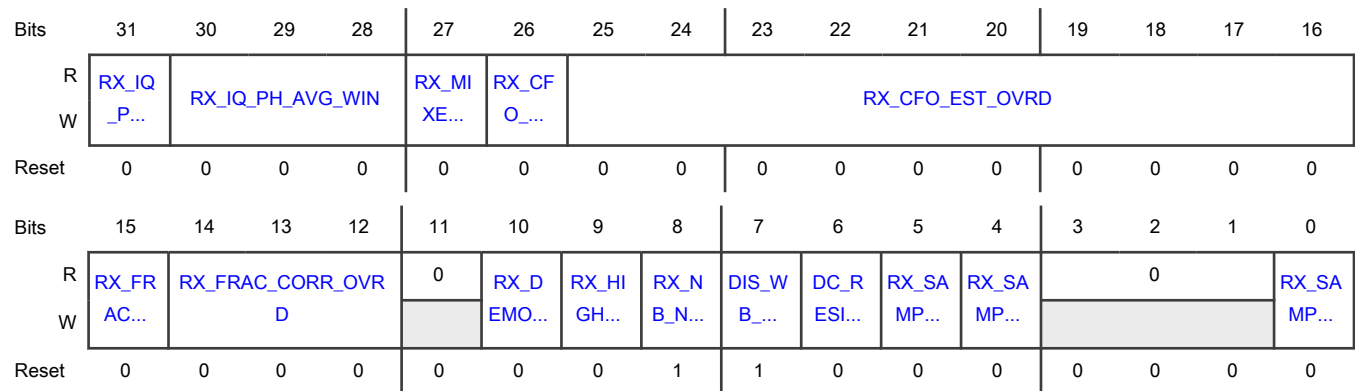 Bits 31 30 29 28 27 26 25 24 23 22 21 20 19 18 17 16
R
W
RX_IQ
_P...
RX_IQ_PH_AVG_WIN
RX_MI
XE...
RX_CF
O_...
RX_CFO_EST_OVRD
Reset 0 0 0 0 0 0 0 0 0 0 0 0 0 0 0 0
Bits 15 14 13 12 11 10 9 8 7 6 5 4 3 2 1 0
R
W
RX_FR
AC...
RX_FRAC_CORR_OVR
D
0
RX_D
EMO...
RX_HI
GH...
RX_N
B_N...
DIS_W
B_...
DC_R
ESI...
RX_SA
MP...
RX_SA
MP...
0
RX_SA
MP...
Reset 0 0 0 0 0 0 0 1 1 0 0 0 0 0 0 0